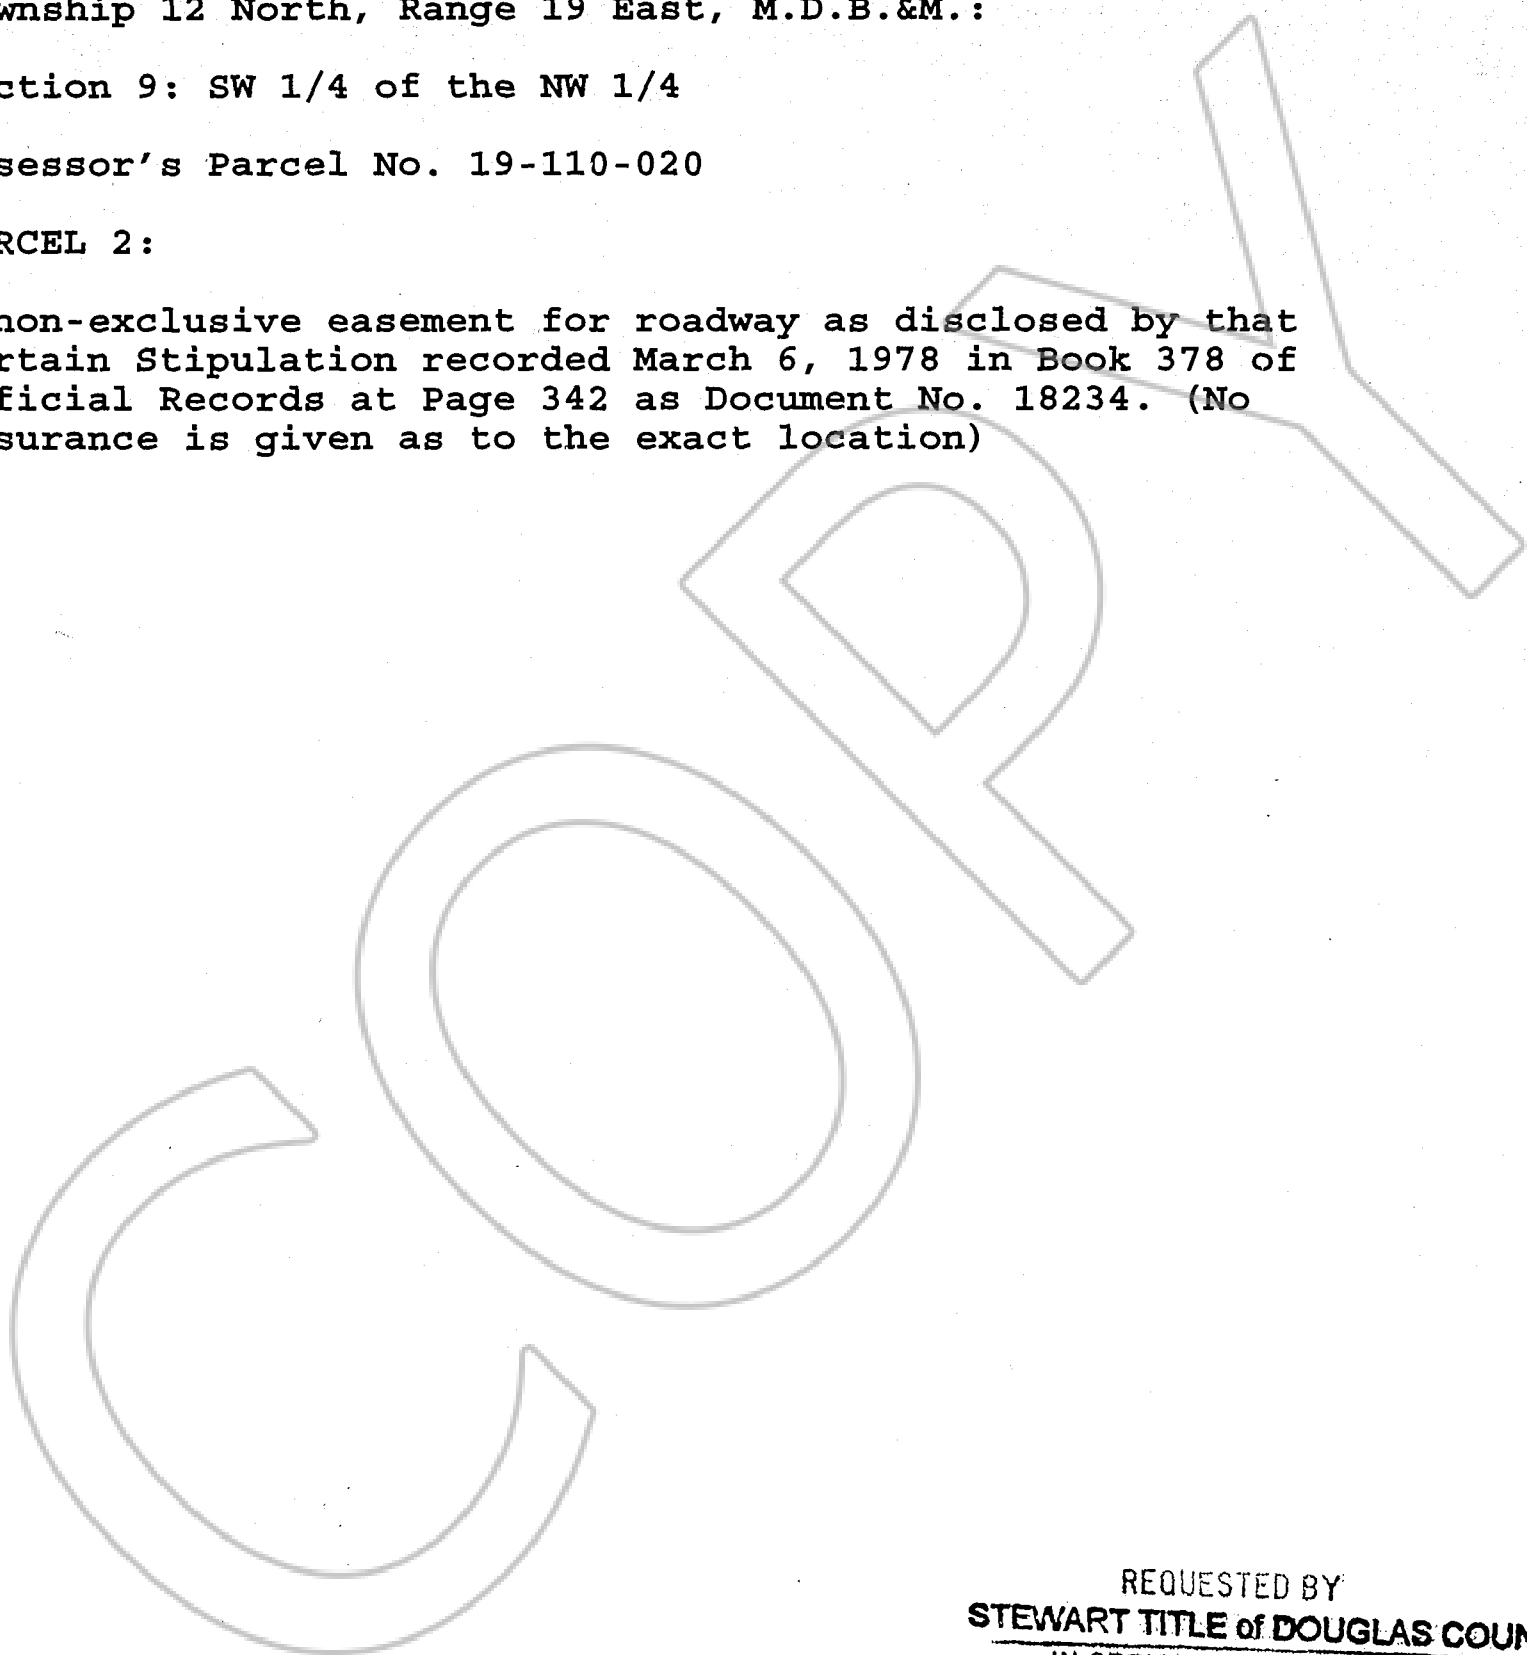 wnship 12 North, Range 19 East, M.D.B.&M.:
ction 9: SW 1/4 of the NW 1/4
sessor's Parcel No. 19-110-020
RCEL 2:
non-exclusive easement for roadway as disclosed by that
rtain Stipulation recorded March 6, 1978 in Book 378 of
ficial Records at Page 342 as Document No. 18234. (No
surance is given as to the exact location)
COPY
REQUESTED BY
STEWART TITLE of DOUGLAS COUN